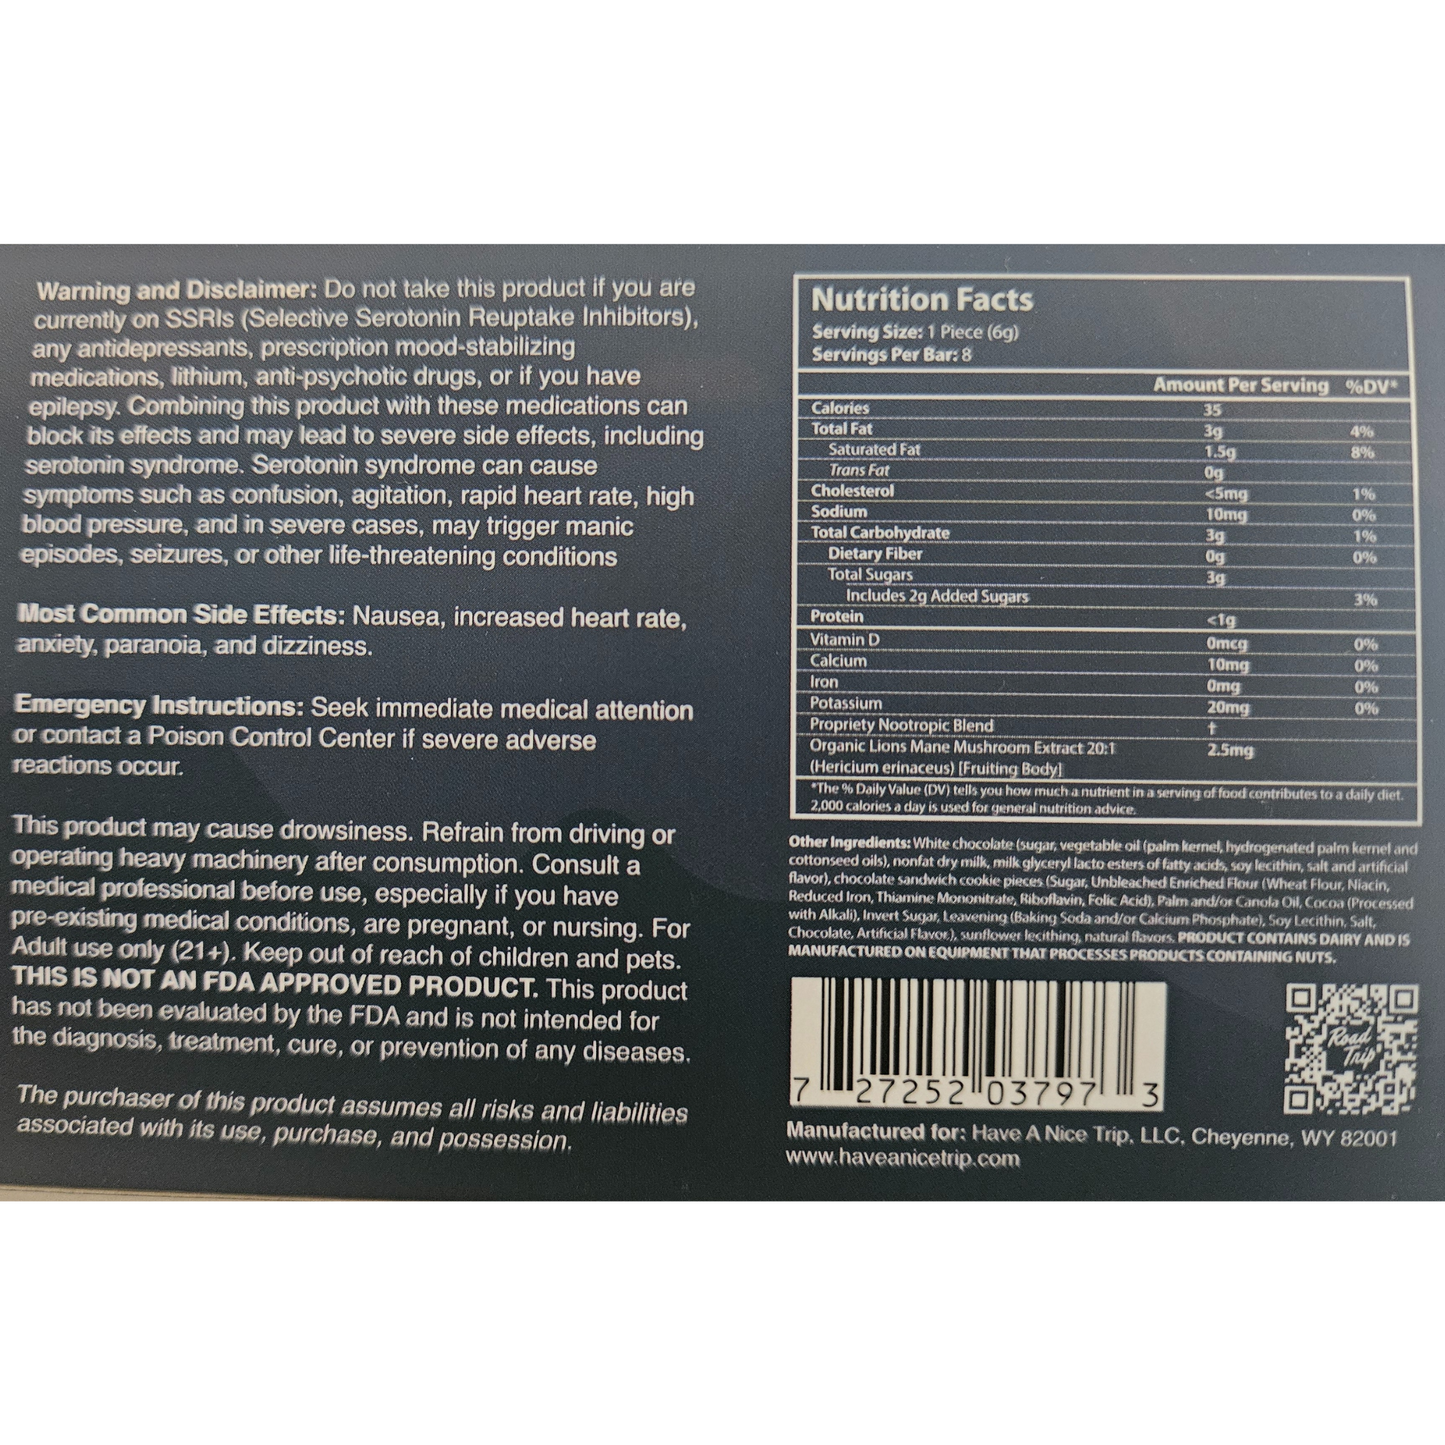 Warning and Disclaimer: Do not take this product if you are
currently on SSRIs (Selective Serotonin Reuptake Inhibitors),
any antidepressants, prescription mood-stabilizing
medications, lithium, anti-psychotic drugs, or if you have
epilepsy. Combining this product with these medications can
block its effects and may lead to severe side effects, including
serotonin syndrome. Serotonin syndrome can cause
symptoms such as confusion, agitation, rapid heart rate, high
blood pressure, and in severe cases, may trigger manic
episodes, seizures, or other life-threatening conditions
Most Common Side Effects: Nausea, increased heart rate,
anxiety, paranoia, and dizziness.
Emergency Instructions: Seek immediate medical attention
or contact a Poison Control Center if severe adverse
reactions occur.
This product may cause drowsiness. Refrain from driving or
operating heavy machinery after consumption. Consult a
medical professional before use, especially if you have
pre-existing medical conditions, are pregnant, or nursing. For
Adult use only (21+). Keep out of reach of children and pets.
THIS IS NOT AN FDA APPROVED PRODUCT. This product
has not been evaluated by the FDA and is not intended for
the diagnosis, treatment, cure, or prevention of any diseases.
The purchaser of this product assumes all risks and liabilities
associated with its use, purchase, and possession.
Nutrition Facts
Serving Size: 1 Piece (6g)
Servings Per Bar: 8
Amount Per Serving %DV*
Calories 35
Total Fat 3g 4%
Saturated Fat 1.5g 8%
Trans Fat 0g
Cholesterol <5mg 1%
Sodium 10mg 0%
Total Carbohydrate 3g 1%
Dietary Fiber 0g 0%
Total Sugars 3g
Includes 2g Added Sugars 3%
Protein <1g
Vitamin D 0mcg 0%
Calcium 10mg 0%
Iron 0mg 0%
Potassium 20mg 0%
Propriety Nootropic Blend †
Organic Lions Mane Mushroom Extract 20:1 2.5mg
(Hericium erinaceus) [Fruiting Body]
*The % Daily Value (DV) tells you how much a nutrient in a serving of food contributes to a daily diet.
2,000 calories a day is used for general nutrition advice.
Other Ingredients: White chocolate (sugar, vegetable oil (palm kernel, hydrogenated palm kernel and
cottonseed oils), nonfat dry milk, milk glyceryl lacto esters of fatty acids, soy lecithin, salt and artificial
flavor), chocolate sandwich cookie pieces (Sugar, Unbleached Enriched Flour (Wheat Flour, Niacin,
Reduced Iron, Thiamine Mononitrate, Riboflavin, Folic Acid), Palm and/or Canola Oil, Cocoa (Processed
with Alkali), Invert Sugar, Leavening (Baking Soda and/or Calcium Phosphate), Soy Lecithin, Salt,
Chocolate, Artificial Flavor.), sunflower lecithing, natural flavors. PRODUCT CONTAINS DAIRY AND IS
MANUFACTURED ON EQUIPMENT THAT PROCESSES PRODUCTS CONTAINING NUTS.
7 27252 03797 3
Road
Trip
Manufactured for: Have A Nice Trip, LLC, Cheyenne, WY 82001
www.haveanicetrip.com